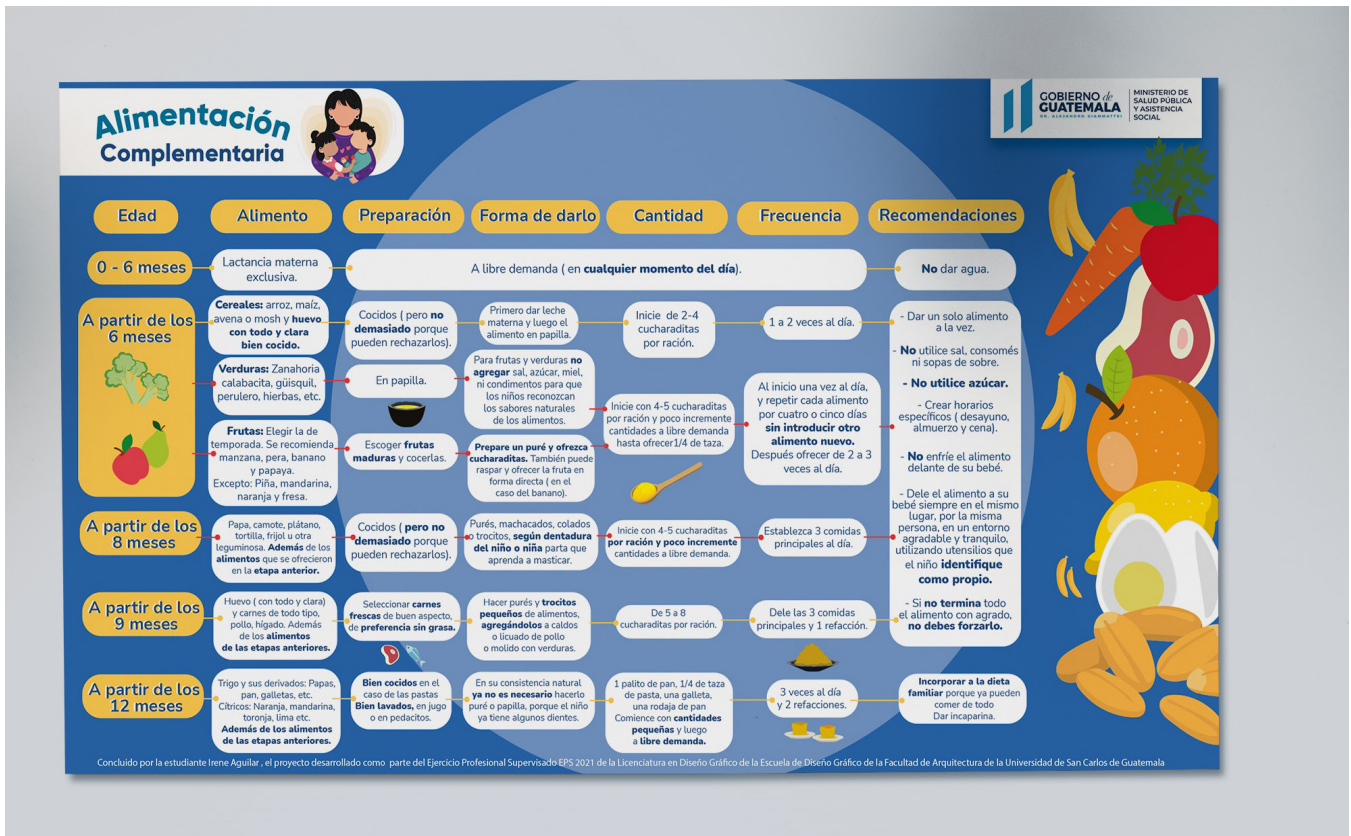 Alimentación
Complementaria
GOBIERNO de
GUATEMALA
DR. ALEJANDRO GIAMMATTEI
MINISTERIO DE
SALUD PÚBLICA
Y ASISTENCIA
SOCIAL
Edad
Alimento
Preparación
Forma de darlo
Cantidad
Frecuencia
Recomendaciones
0 - 6 meses
Lactancia materna
exclusiva.
A libre demanda ( en cualquier momento del día).
No dar agua.
A partir de los
6 meses
Cereales: arroz, maíz,
avena o mosh y huevo
con todo y clara
bien cocido.
Cocidos ( pero no
demasiado porque
pueden rechazarlos).
Primero dar leche
materna y luego el
alimento en papilla.
Inicie de 2-4
cucharaditas
por ración.
1 a 2 veces al día.
Verduras: Zanahoria
calabacita, güisquil,
perulero, hierbas, etc.
En papilla.
Para frutas y verduras no
agregar sal, azúcar, miel,
ni condimentos para que
los niños reconozcan
los sabores naturales
de los alimentos.
Inicie con 4-5 cucharaditas
por ración y poco incremente
cantidades a libre demanda
hasta ofrecer1/4 de taza.
Al inicio una vez al día,
y repetir cada alimento
por cuatro o cinco días
sin introducir otro
alimento nuevo.
Después ofrecer de 2 a 3
veces al día.
Frutas: Elegir la de
temporada. Se recomienda
manzana, pera, banano
y papaya.
Excepto: Piña, mandarina,
naranja y fresa.
Escoger frutas
maduras y cocerlas.
Prepare un puré y ofrezca
cucharaditas. También puede
raspar y ofrecer la fruta en
forma directa ( en el
caso del banano).
- Dar un solo alimento
a la vez.
- No utilice sal, consomés
ni sopas de sobre.
- No utilice azúcar.
- Crear horarios
específicos ( desayuno,
almuerzo y cena).
- No enfríe el alimento
delante de su bebé.
- Dele el alimento a su
bebé siempre en el mismo
lugar, por la misma
persona, en un entorno
agradable y tranquilo,
utilizando utensilios que
el niño identifique
como propio.
- Si no termina todo
el alimento con agrado,
no debes forzarlo.
A partir de los
8 meses
Papa, camote, plátano,
tortilla, frijol u otra
leguminosa. Además de los
alimentos que se ofrecieron
en la etapa anterior.
Cocidos ( pero no
demasiado porque
pueden rechazarlos).
Purés, machacados, colados
o trocitos, según dentadura
del niño o niña parta que
aprenda a masticar.
Inicie con 4-5 cucharaditas
por ración y poco incremente
cantidades a libre demanda.
Establezca 3 comidas
principales al día.
A partir de los
9 meses
Huevo ( con todo y clara)
y carnes de todo tipo,
pollo, hígado. Además
de los alimentos
de las etapas anteriores.
Seleccionar carnes
frescas de buen aspecto,
de preferencia sin grasa.
Hacer purés y trocitos
pequeños de alimentos,
agregándolos a caldos
o licuado de pollo
o molido con verduras.
De 5 a 8
cucharaditas por ración.
Dele las 3 comidas
principales y 1 refacción.
A partir de los
12 meses
Trigo y sus derivados: Papas,
pan, galletas, etc.
Cítricos: Naranja, mandarina,
toronja, lima etc.
Además de los alimentos
de las etapas anteriores.
Bien cocidos en el
caso de las pastas
Bien lavados, en jugo
o en pedacitos.
En su consistencia natural
ya no es necesario hacerlo
puré o papilla, porque el niño
ya tiene algunos dientes.
1 palito de pan, 1/4 de taza
de pasta, una galleta,
una rodaja de pan
Comience con cantidades
pequeñas y luego
a libre demanda.
3 veces al día
y 2 refacciones.
Incorporar a la dieta
familiar porque ya pueden
comer de todo
Dar incaparina.
Concluido por la estudiante Irene Aguilar , el proyecto desarrollado como parte del Ejercicio Profesional Supervisado EPS 2021 de la Licenciatura en Diseño Gráfico de la Escuela de Diseño Gráfico de la Facultad de Arquitectura de la Universidad de San Carlos de Guatemala